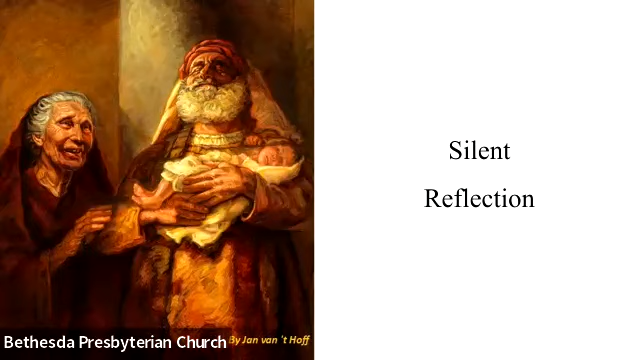 Silent
Reflection
Bethesda Presbyterian Church
By Jan van 't Hoff